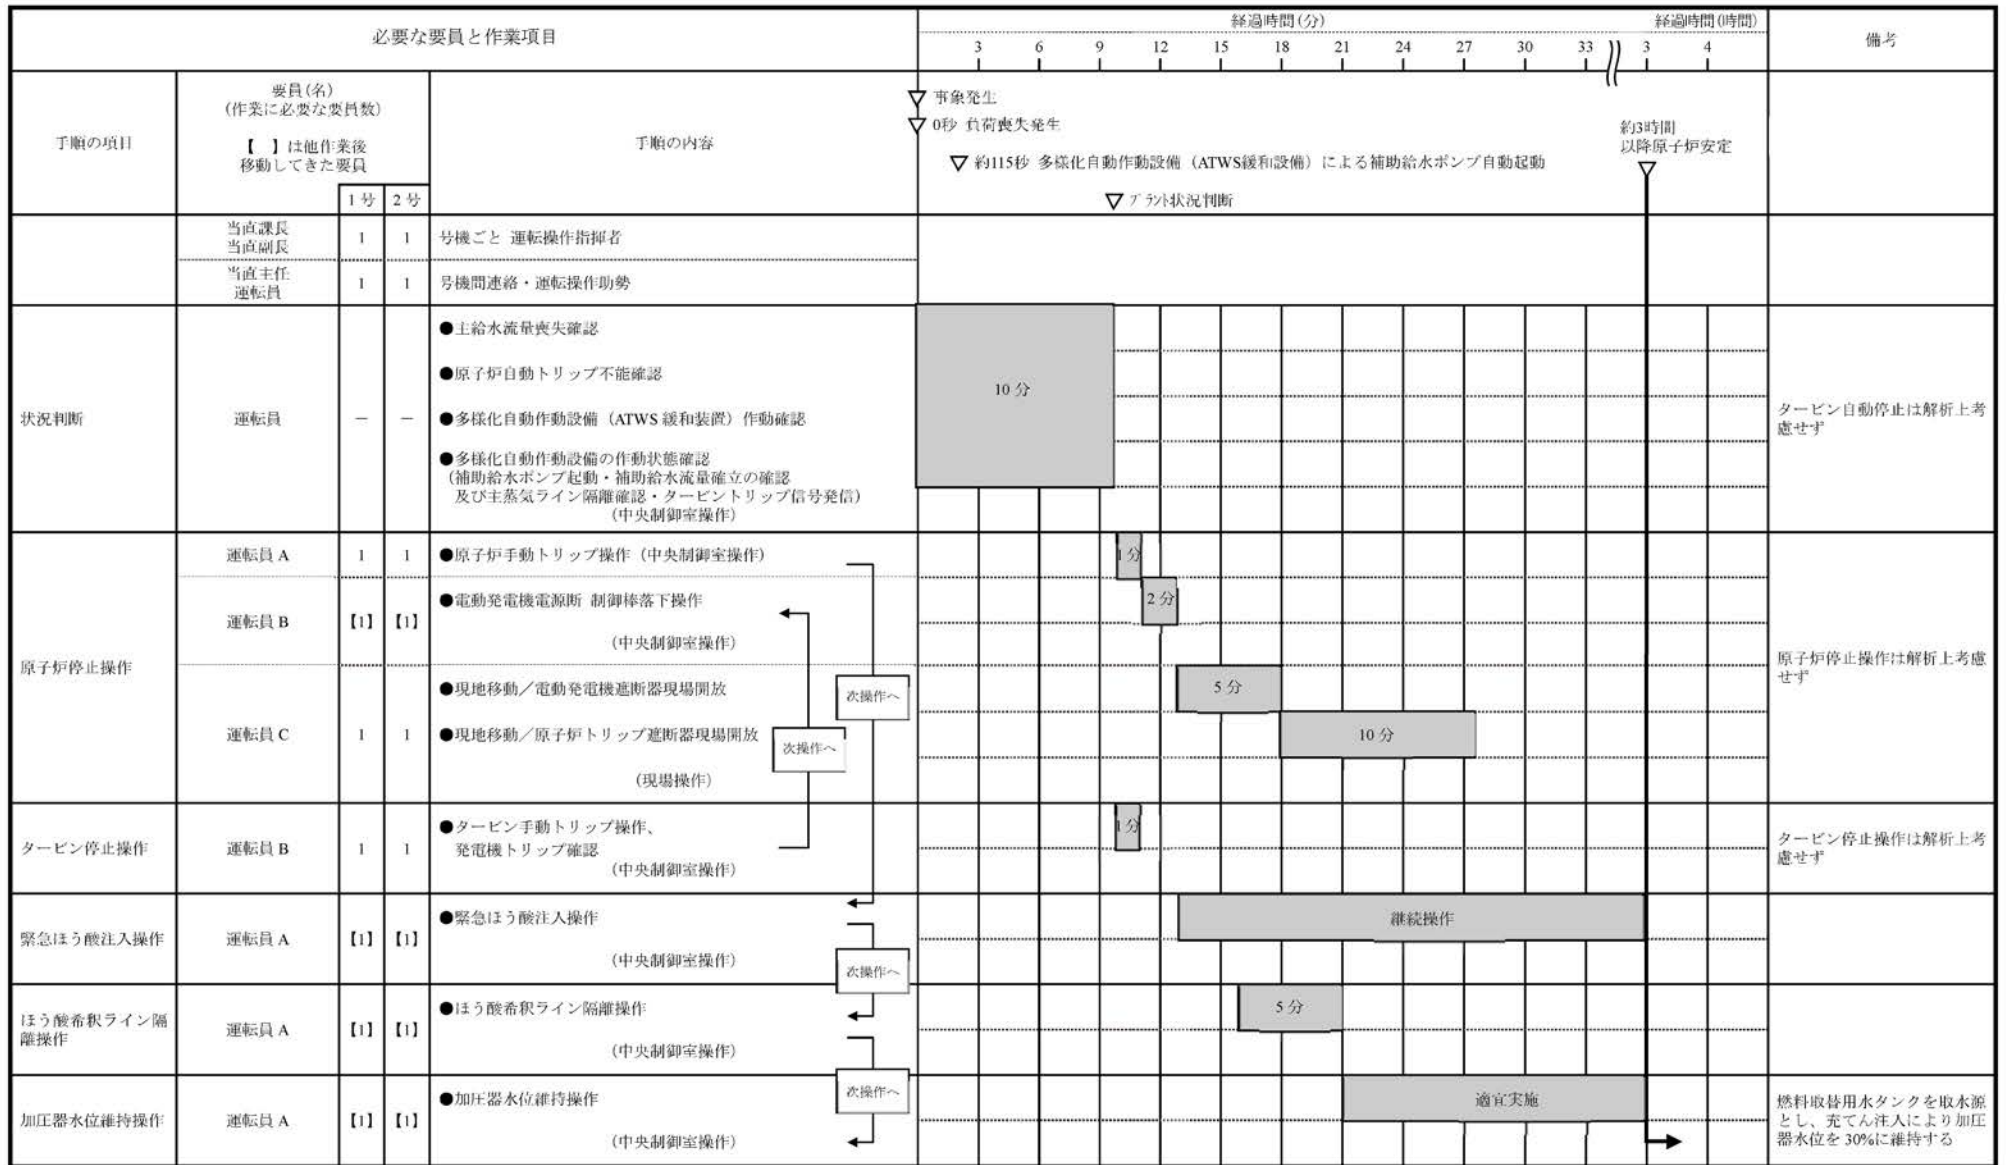 必要な要員と作業項目
経過時間(分)
経過時間(時間)
備考
3 6 9 12 15 18 21 24 27 30 33 3 4
手順の項目
要員(名)
(作業に必要な要員数)
【 】は他作業後
移動してきた要員
1号 2号
手順の内容
事象発生
0秒 負荷喪失発生
約115秒 多様化自動作動設備(ATWS緩和設備)による補助給水ポンプ自動起動
プラント状況判断
約3時間
以降原子炉安定
当直課長
当直副長
1 1
号機ごと 運転操作指揮者
当直主任
運転員
1 1
号機間連絡・運転操作助勢
状況判断
運転員
- -
●主給水流量喪失確認
●原子炉自動トリップ不能確認
●多様化自動作動設備(ATWS 緩和装置)作動確認
●多様化自動作動設備の作動状態確認
(補助給水ポンプ起動・補助給水流量確立の確認
及び主蒸気ライン隔離確認・タービントリップ信号発信)
(中央制御室操作)
10 分
タービン自動停止は解析上考
慮せず
原子炉停止操作
運転員 A
1 1
●原子炉手動トリップ操作(中央制御室操作)
1分
運転員 B
【1】 【1】
●電動発電機電源断 制御棒落下操作
(中央制御室操作)
2分
運転員 C
1 1
●現地移動/電動発電機遮断器現場開放
●現地移動/原子炉トリップ遮断器現場開放
(現場操作)
次操作へ
次操作へ
5 分
10 分
原子炉停止操作は解析上考慮
せず
タービン停止操作
運転員 B
1 1
●タービン手動トリップ操作、
発電機トリップ確認
(中央制御室操作)
1分
タービン停止操作は解析上考
慮せず
緊急ほう酸注入操作
運転員 A
【1】 【1】
●緊急ほう酸注入操作
(中央制御室操作)
次操作へ
継続操作
ほう酸希釈ライン隔
離操作
運転員 A
【1】 【1】
●ほう酸希釈ライン隔離操作
(中央制御室操作)
次操作へ
5 分
加圧器水位維持操作
運転員 A
【1】 【1】
●加圧器水位維持操作
(中央制御室操作)
適宜実施
燃料取替用水タンクを取水源
とし、充てん注入により加圧
器水位を 30%に維持する